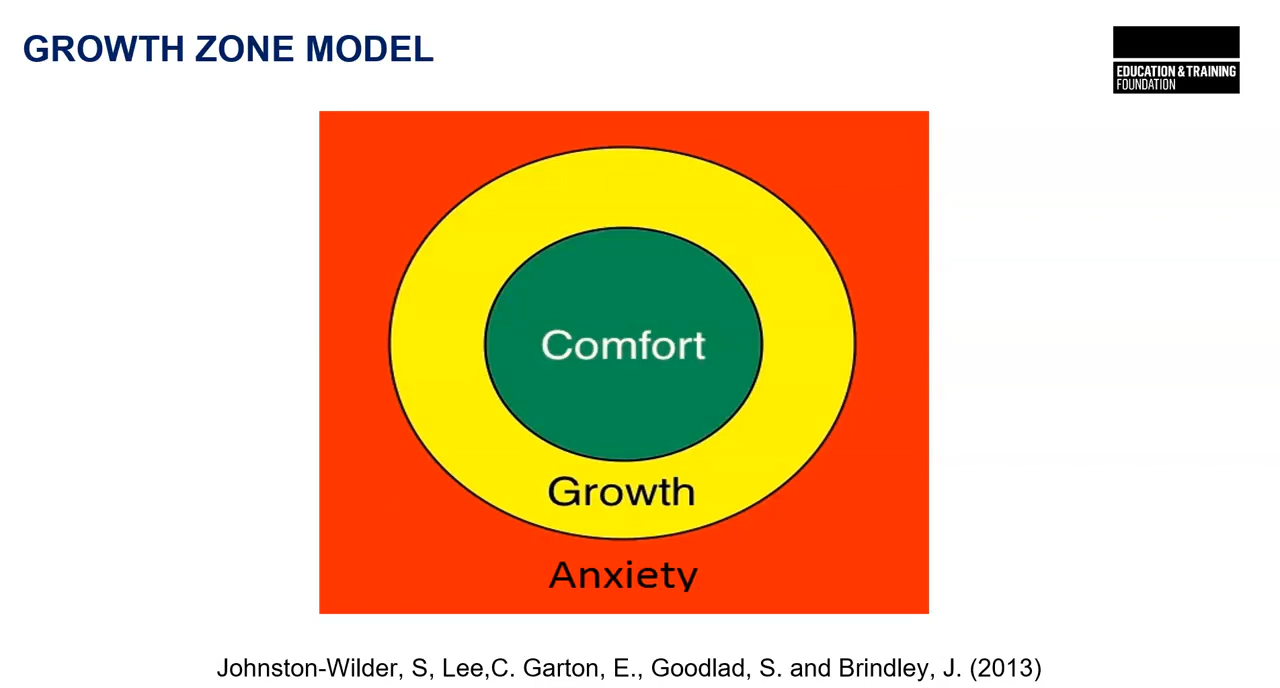 GROWTH ZONE MODEL
EDUCATION & TRAINING
FOUNDATION
Comfort
Growth
Anxiety
Johnston-Wilder, S, Lee,C. Garton, E., Goodlad, S. and Brindley, J. (2013)